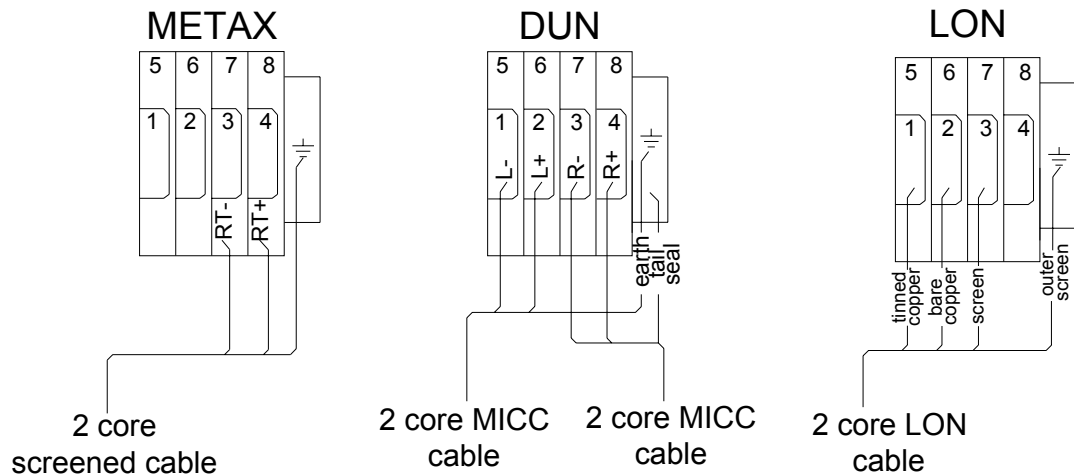 METAX
5 6 7 8
1 2 3 4
RT-
RT+
2 core
screened cable
DUN
5 6 7 8
1 2 3 4
L-
L+
R-
R+
earth
tail
seal
2 core MICC
cable
2 core MICC
cable
LON
5 6 7 8
1 2 3 4
tinned
copper
bare
copper
screen
outer
screen
2 core LON
cable